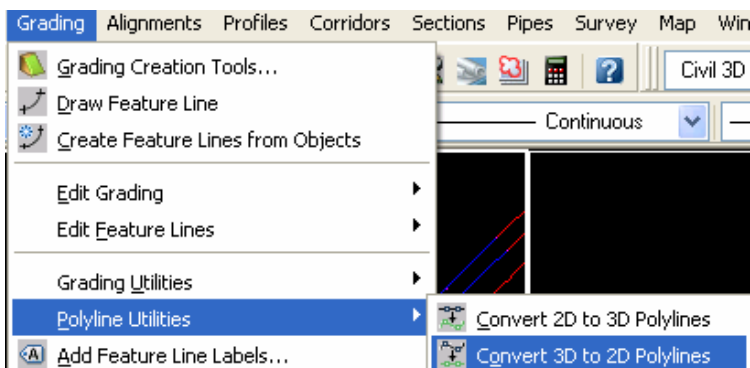 Grading Alignments Profiles Corridors Sections Pipes Survey Map Win
Grading Creation Tools...
Civil 3D
Draw Feature Line
Continuous
Create Feature Lines from Objects
Edit Grading
Edit Feature Lines
Grading Utilities
Polyline Utilities
Convert 2D to 3D Polylines
Add Feature Line Labels...
Convert 3D to 2D Polylines